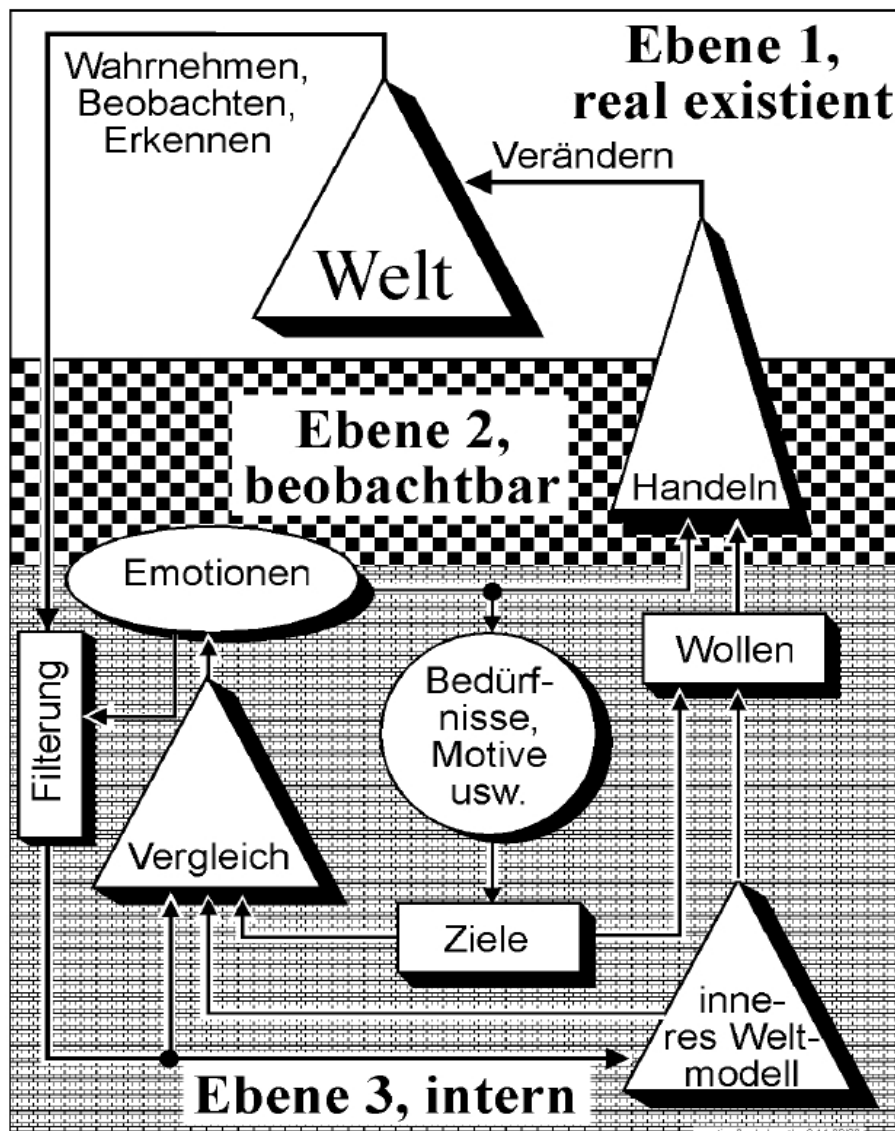 Ebene 1,
real existient
Wahrnehmen,
Beobachten,
Erkennen
Verändern
Welt
Ebene 2,
beobachtbar
Handeln
Emotionen
Wollen
Filterung
Bedürf-
nisse,
Motive
usw.
Vergleich
Ziele
inne-
res Welt-
modell
Ebene 3, intern